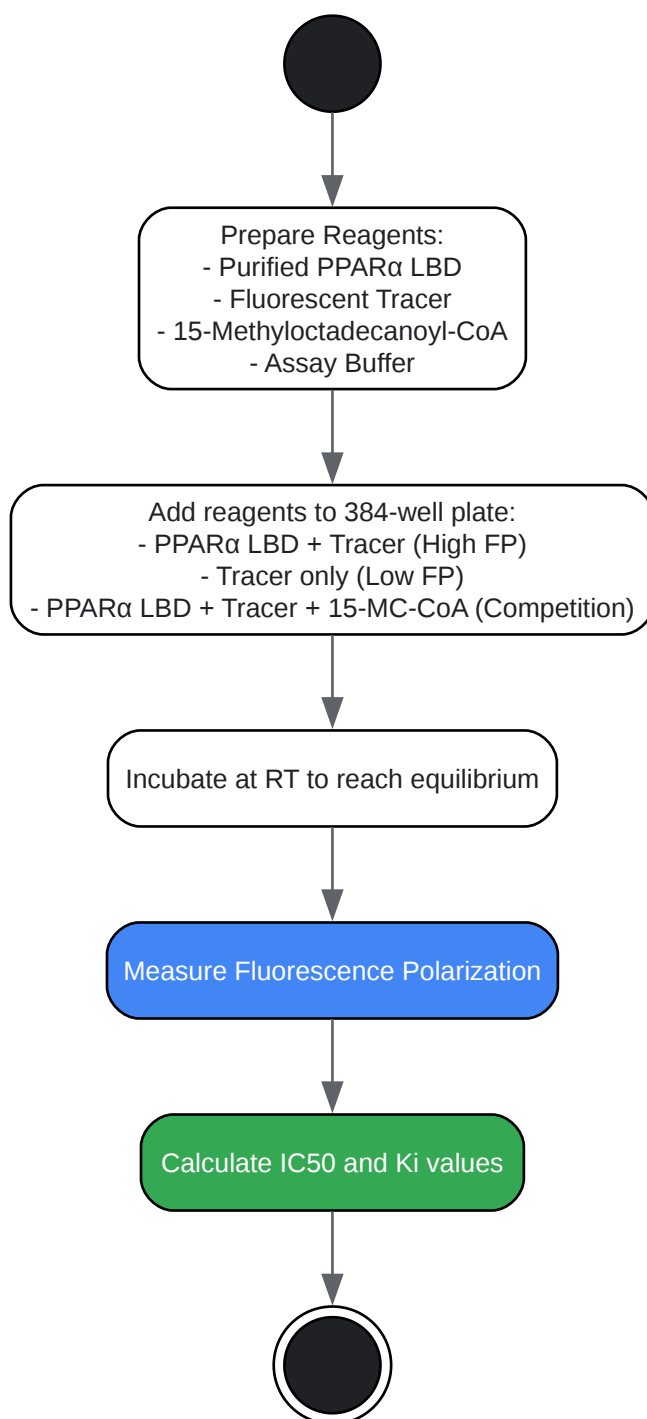 Prepare Reagents:
- Purified PPARα LBD
- Fluorescent Tracer
- 15-Methyloctadecanoyl-CoA
- Assay Buffer
Add reagents to 384-well plate:
- PPARα LBD + Tracer (High FP)
- Tracer only (Low FP)
- PPARα LBD + Tracer + 15-MC-CoA (Competition)
Incubate at RT to reach equilibrium
Measure Fluorescence Polarization
Calculate IC50 and Ki values